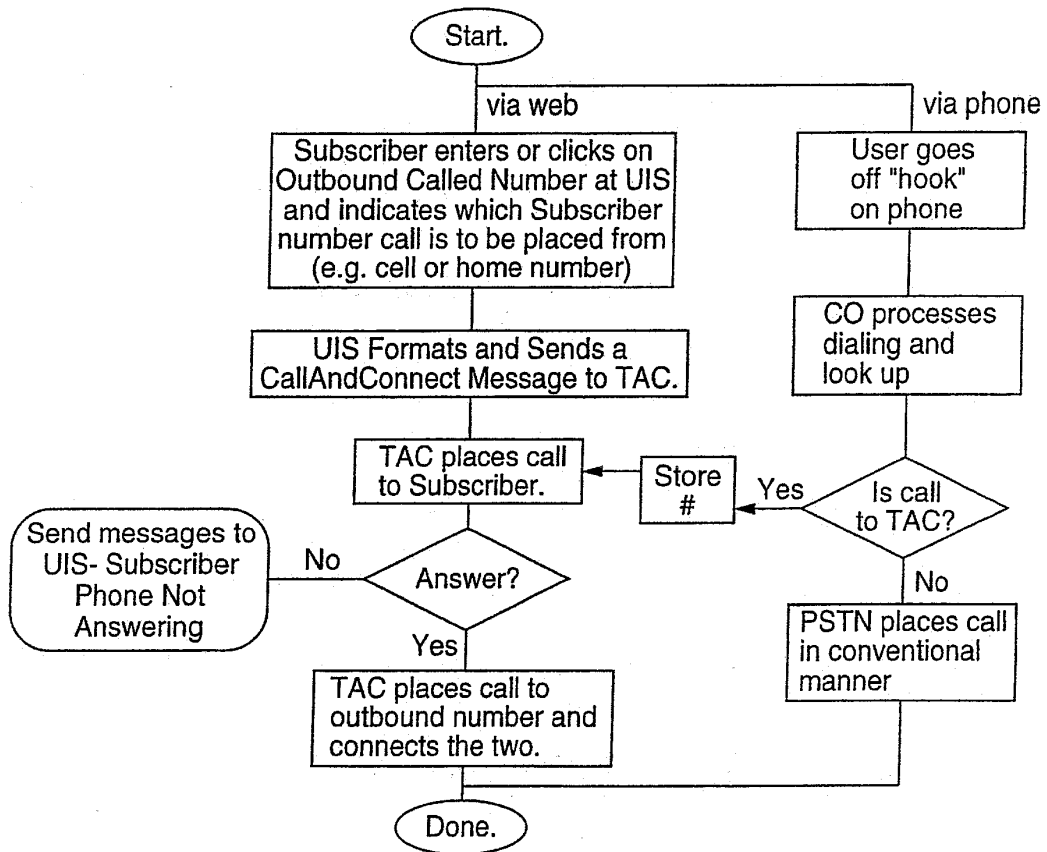 Start.
via web
via phone
Subscriber enters or clicks on
Outbound Called Number at UIS
and indicates which Subscriber
number call is to be placed from
(e.g. cell or home number)
User goes
off "hook"
on phone
UIS Formats and Sends a
CallAndConnect Message to TAC.
CO processes
dialing and
look up
TAC places call
to Subscriber.
Store
#
Yes
Is call
to TAC?
Send messages to
UIS- Subscriber
Phone Not
Answering
No
Answer?
No
Yes
PSTN places call
in conventional
manner
TAC places call to
outbound number and
connects the two.
Done.